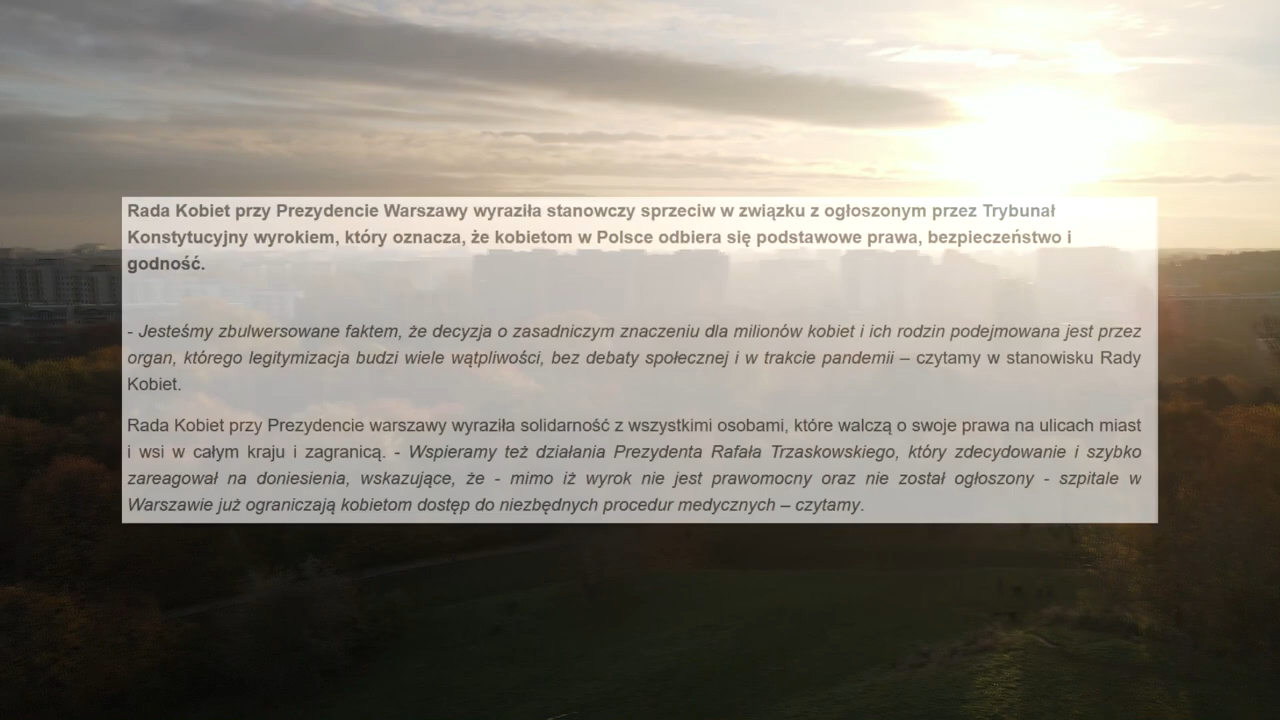 Rada Kobiet przy Prezydencie Warszawy wyraziła stanowczy sprzeciw w związku z ogłoszonym przez Trybunał
Konstytucyjny wyrokiem, który oznacza, że kobietom w Polsce odbiera się podstawowe prawa, bezpieczeństwo i
godność.
- Jesteśmy zbulwersowane faktem, że decyzja o zasadniczym znaczeniu dla milionów kobiet i ich rodzin podejmowana jest przez
organ, którego legitymizacja budzi wiele wątpliwości, bez debaty społecznej i w trakcie pandemii – czytamy w stanowisku Rady
Kobiet.
Rada Kobiet przy Prezydencie warszawy wyraziła solidarność z wszystkimi osobami, które walczą o swoje prawa na ulicach miast
i wsi w całym kraju i zagranicą. - Wspieramy też działania Prezydenta Rafała Trzaskowskiego, który zdecydowanie i szybko
zareagował na doniesienia, wskazujące, że - mimo iż wyrok nie jest prawomocny oraz nie został ogłoszony - szpitale w
Warszawie już ograniczają kobietom dostęp do niezbędnych procedur medycznych – czytamy.